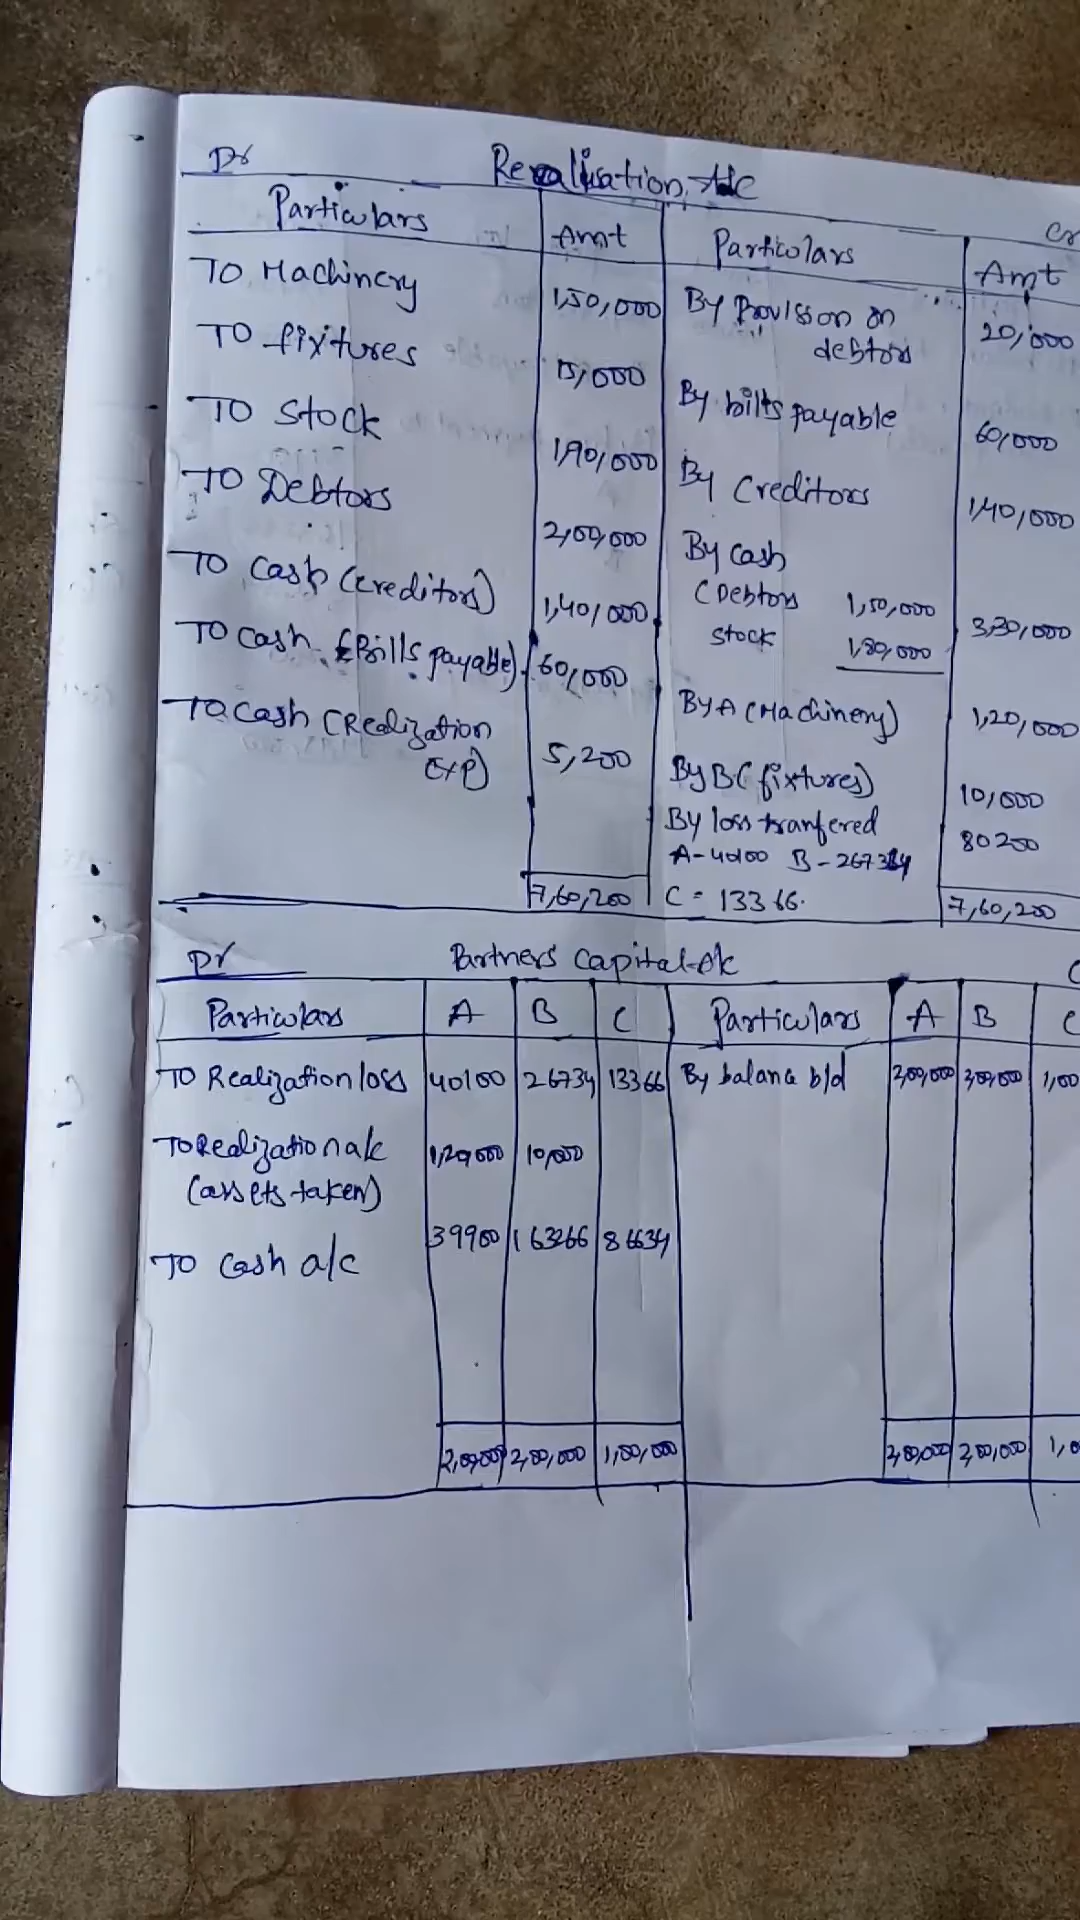 Dr Realisation A/c Cr
Particulars Amt Particulars Amt
TO Machinery 1,50,000 By Provision on debtors 20,000
TO fixtures 15,000 By bills payable 60,000
TO Stock 1,90,000 By Creditors 1,40,000
TO Debtors 2,00,000 By Cash
TO Cash (creditors) 1,40,000 (Debtors 1,50,000
Stock 1,80,000 3,30,000
TO Cash (Bills payable) 60,000 By A (Machinery) 1,20,000
TO Cash (Realization Exp) 5,200 By B (fixtures) 10,000
By loss tranfered 80200
A-40100 B-26734
7,60,200 C = 13366. 7,60,200
Dr Partners Capital A/c C
Particulars A B C Particulars A B C
TO Realization loss 40100 26734 13366 By balance b/d 2,00,000 2,00,000 1,00
TO Realization a/c 1,20,000 10,000
(assets taken)
TO Cash a/c 39900 163266 86634
2,00,000 2,00,000 1,00,000 2,00,000 2,00,000 1,0